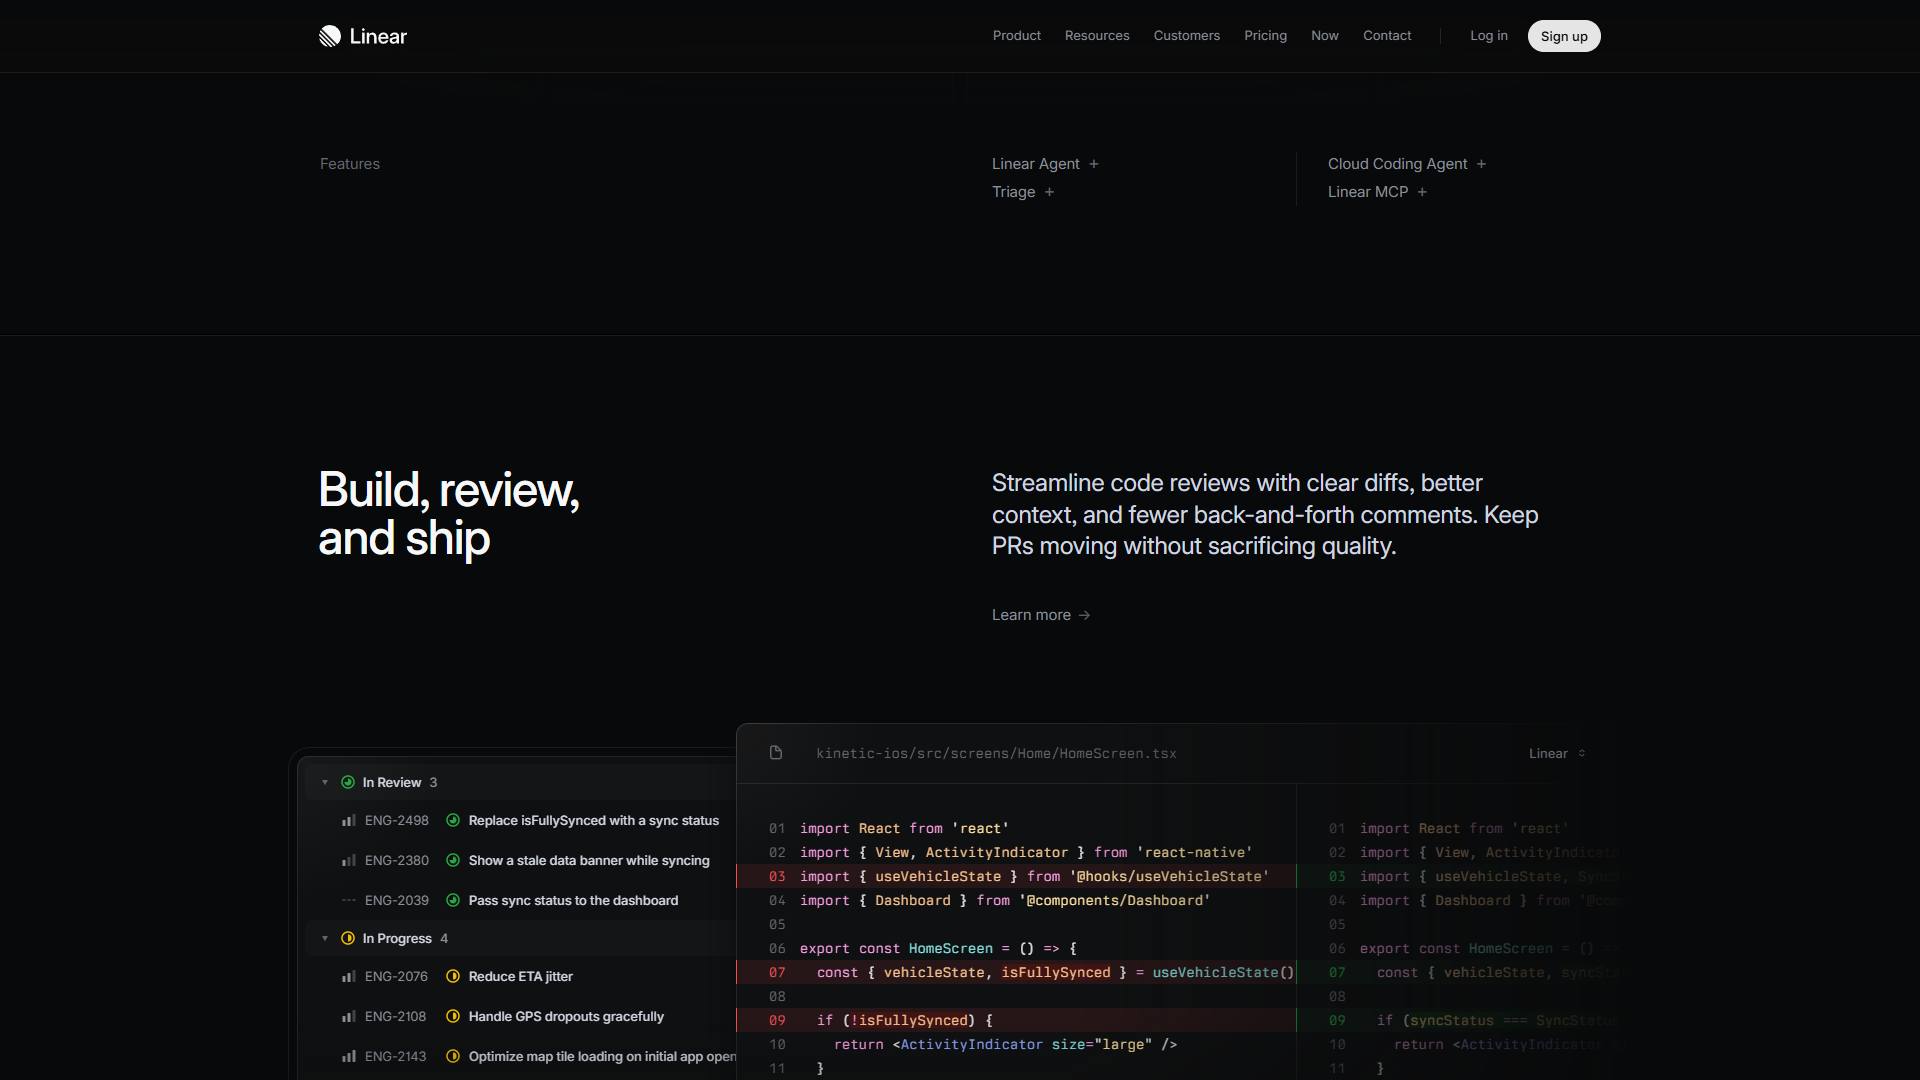 Linear
Product Resources Customers Pricing Now Contact Log in Sign up
Features
Linear Agent +
Triage +
Cloud Coding Agent +
Linear MCP +
Build, review,
and ship
Streamline code reviews with clear diffs, better
context, and fewer back-and-forth comments. Keep
PRs moving without sacrificing quality.
Learn more →
In Review 3
ENG-2498 Replace isFullySynced with a sync status
ENG-2380 Show a stale data banner while syncing
ENG-2039 Pass sync status to the dashboard
In Progress 4
ENG-2076 Reduce ETA jitter
ENG-2108 Handle GPS dropouts gracefully
ENG-2143 Optimize map tile loading on initial app open
kinetic-ios/src/screens/Home/HomeScreen.tsx
Linear
01 import React from 'react'
02 import { View, ActivityIndicator } from 'react-native'
03 import { useVehicleState } from '@hooks/useVehicleState'
04 import { Dashboard } from '@components/Dashboard'
05
06 export const HomeScreen = () => {
07 const { vehicleState, isFullySynced } = useVehicleState()
08
09 if (!isFullySynced) {
10 return <ActivityIndicator size="large" />
11 }
01 import React from 'react'
02 import { View, ActivityIndicato
03 import { useVehicleState, Sync
04 import { Dashboard } from '@com
05
06 export const HomeScreen = () =>
07 const { vehicleState, syncSta
08
09 if (syncStatus === SyncStatus
10 return <ActivityIndicator
11 }